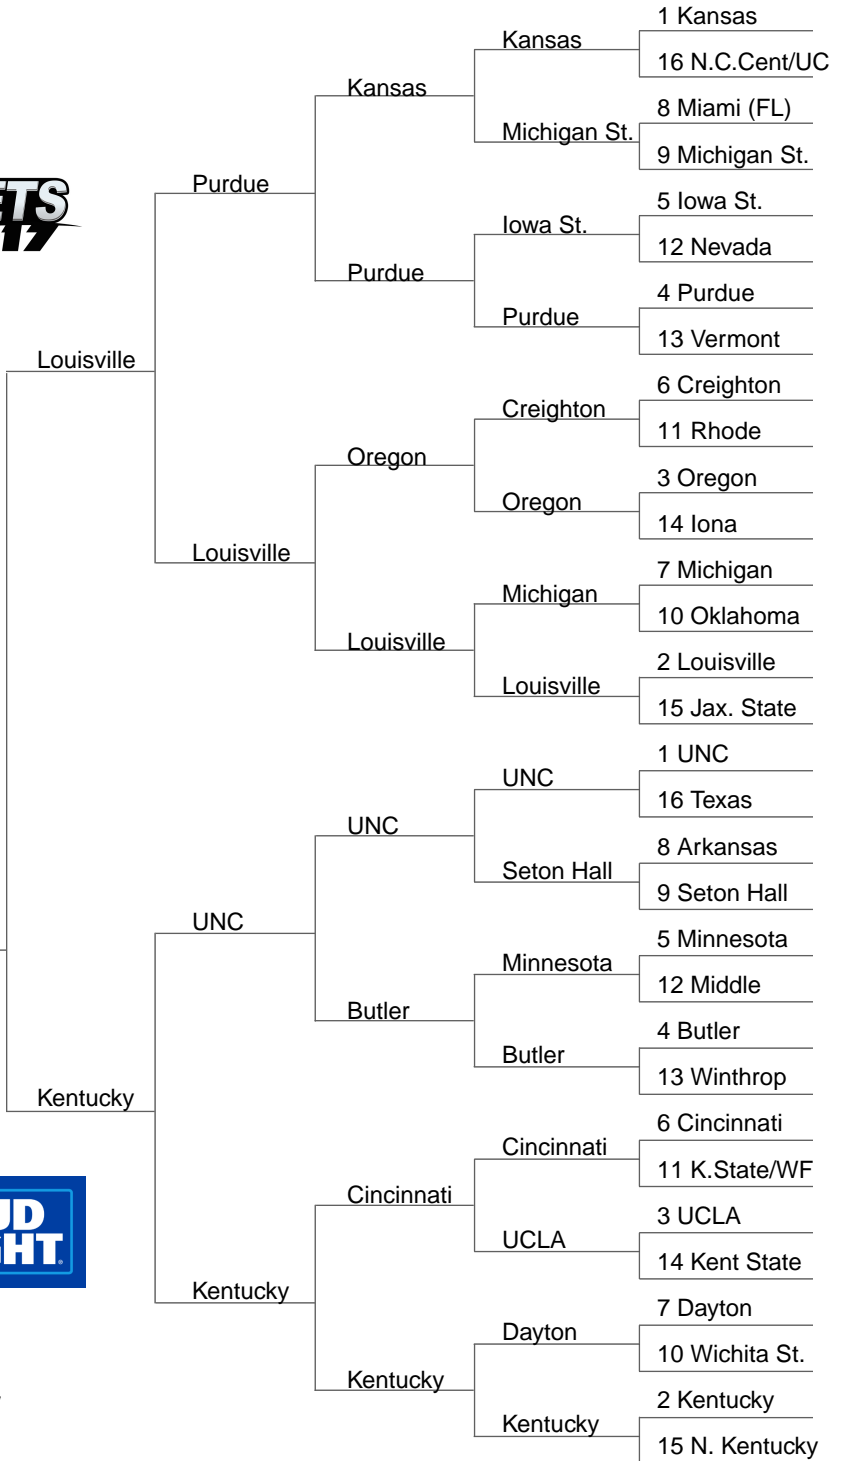 1 Kansas
Kansas
16 N.C.Cent/UC
Kansas
8 Miami (FL)
Michigan St.
9 Michigan St.
Purdue
5 Iowa St.
Iowa St.
12 Nevada
Purdue
4 Purdue
Purdue
13 Vermont
Louisville
6 Creighton
Creighton
11 Rhode
Oregon
3 Oregon
Oregon
14 Iona
Louisville
7 Michigan
Michigan
10 Oklahoma
Louisville
2 Louisville
Louisville
15 Jax. State
1 UNC
UNC
16 Texas
UNC
8 Arkansas
Seton Hall
9 Seton Hall
UNC
5 Minnesota
Minnesota
12 Middle
Butler
4 Butler
Butler
13 Winthrop
Kentucky
6 Cincinnati
Cincinnati
11 K.State/WF
Cincinnati
3 UCLA
UCLA
14 Kent State
Kentucky
7 Dayton
Dayton
10 Wichita St.
Kentucky
2 Kentucky
Kentucky
15 N. Kentucky
ETS
17
UD
GHT